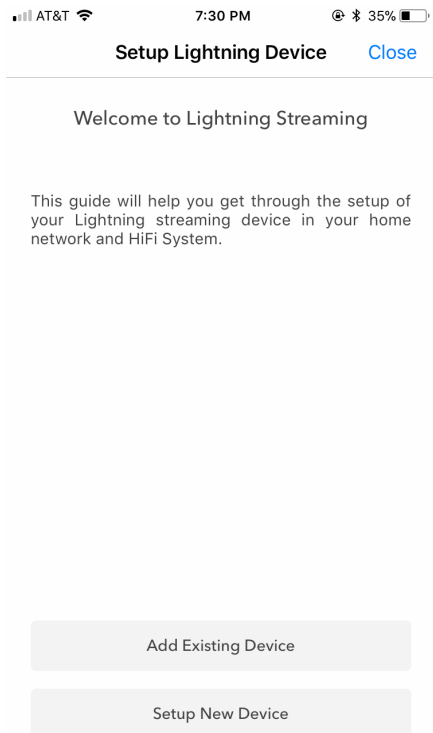 AT&T 7:30 PM 35%
Setup Lightning Device Close
Welcome to Lightning Streaming
This guide will help you get through the setup of
your Lightning streaming device in your home
network and HiFi System.
Add Existing Device
Setup New Device